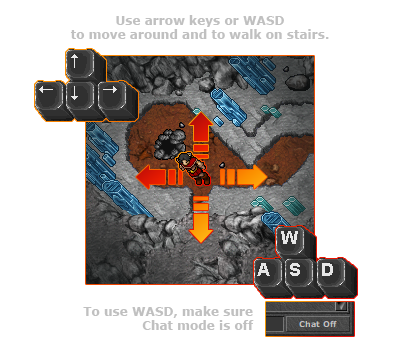 Use arrow keys or WASD
to move around and to walk on stairs.
↑
← ↓ →
W
A S D
To use WASD, make sure
Chat mode is off
Chat Off